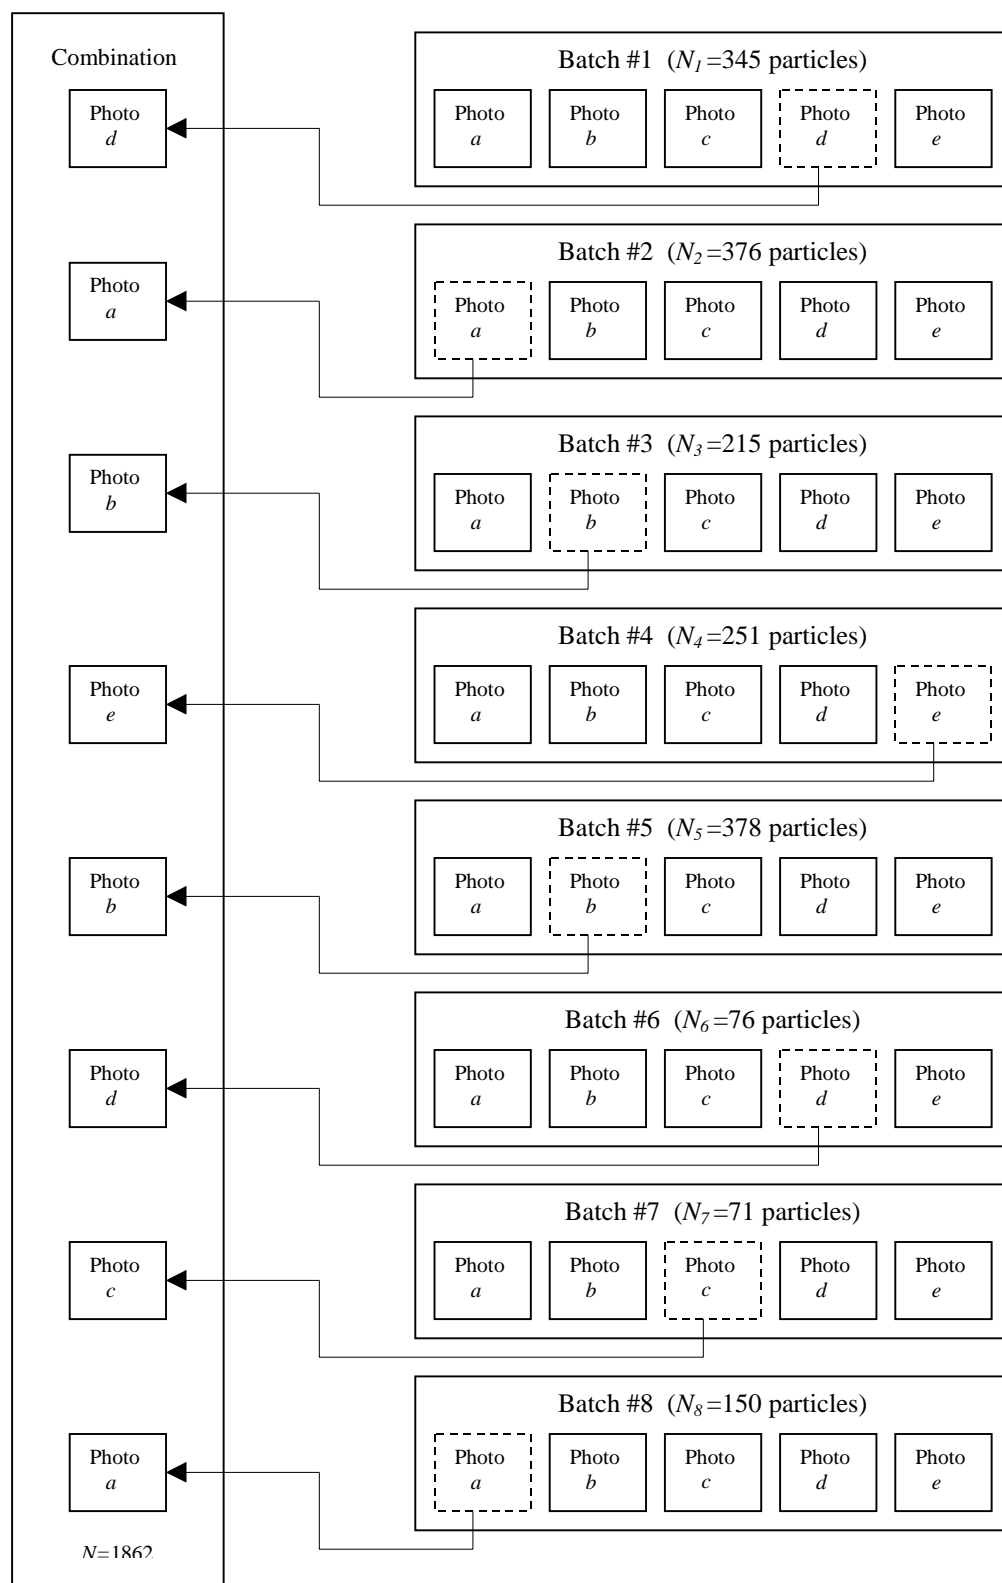 Combination
Photo
d
Photo
a
Photo
b
Photo
e
Photo
b
Photo
d
Photo
c
Photo
a
N=1862
Batch #1 (N1=345 particles)
Photo Photo Photo Photo Photo
a b c d e
Batch #2 (N2=376 particles)
Photo Photo Photo Photo Photo
a b c d e
Batch #3 (N3=215 particles)
Photo Photo Photo Photo Photo
a b c d e
Batch #4 (N4=251 particles)
Photo Photo Photo Photo Photo
a b c d e
Batch #5 (N5=378 particles)
Photo Photo Photo Photo Photo
a b c d e
Batch #6 (N6=76 particles)
Photo Photo Photo Photo Photo
a b c d e
Batch #7 (N7=71 particles)
Photo Photo Photo Photo Photo
a b c d e
Batch #8 (N8=150 particles)
Photo Photo Photo Photo Photo
a b c d e